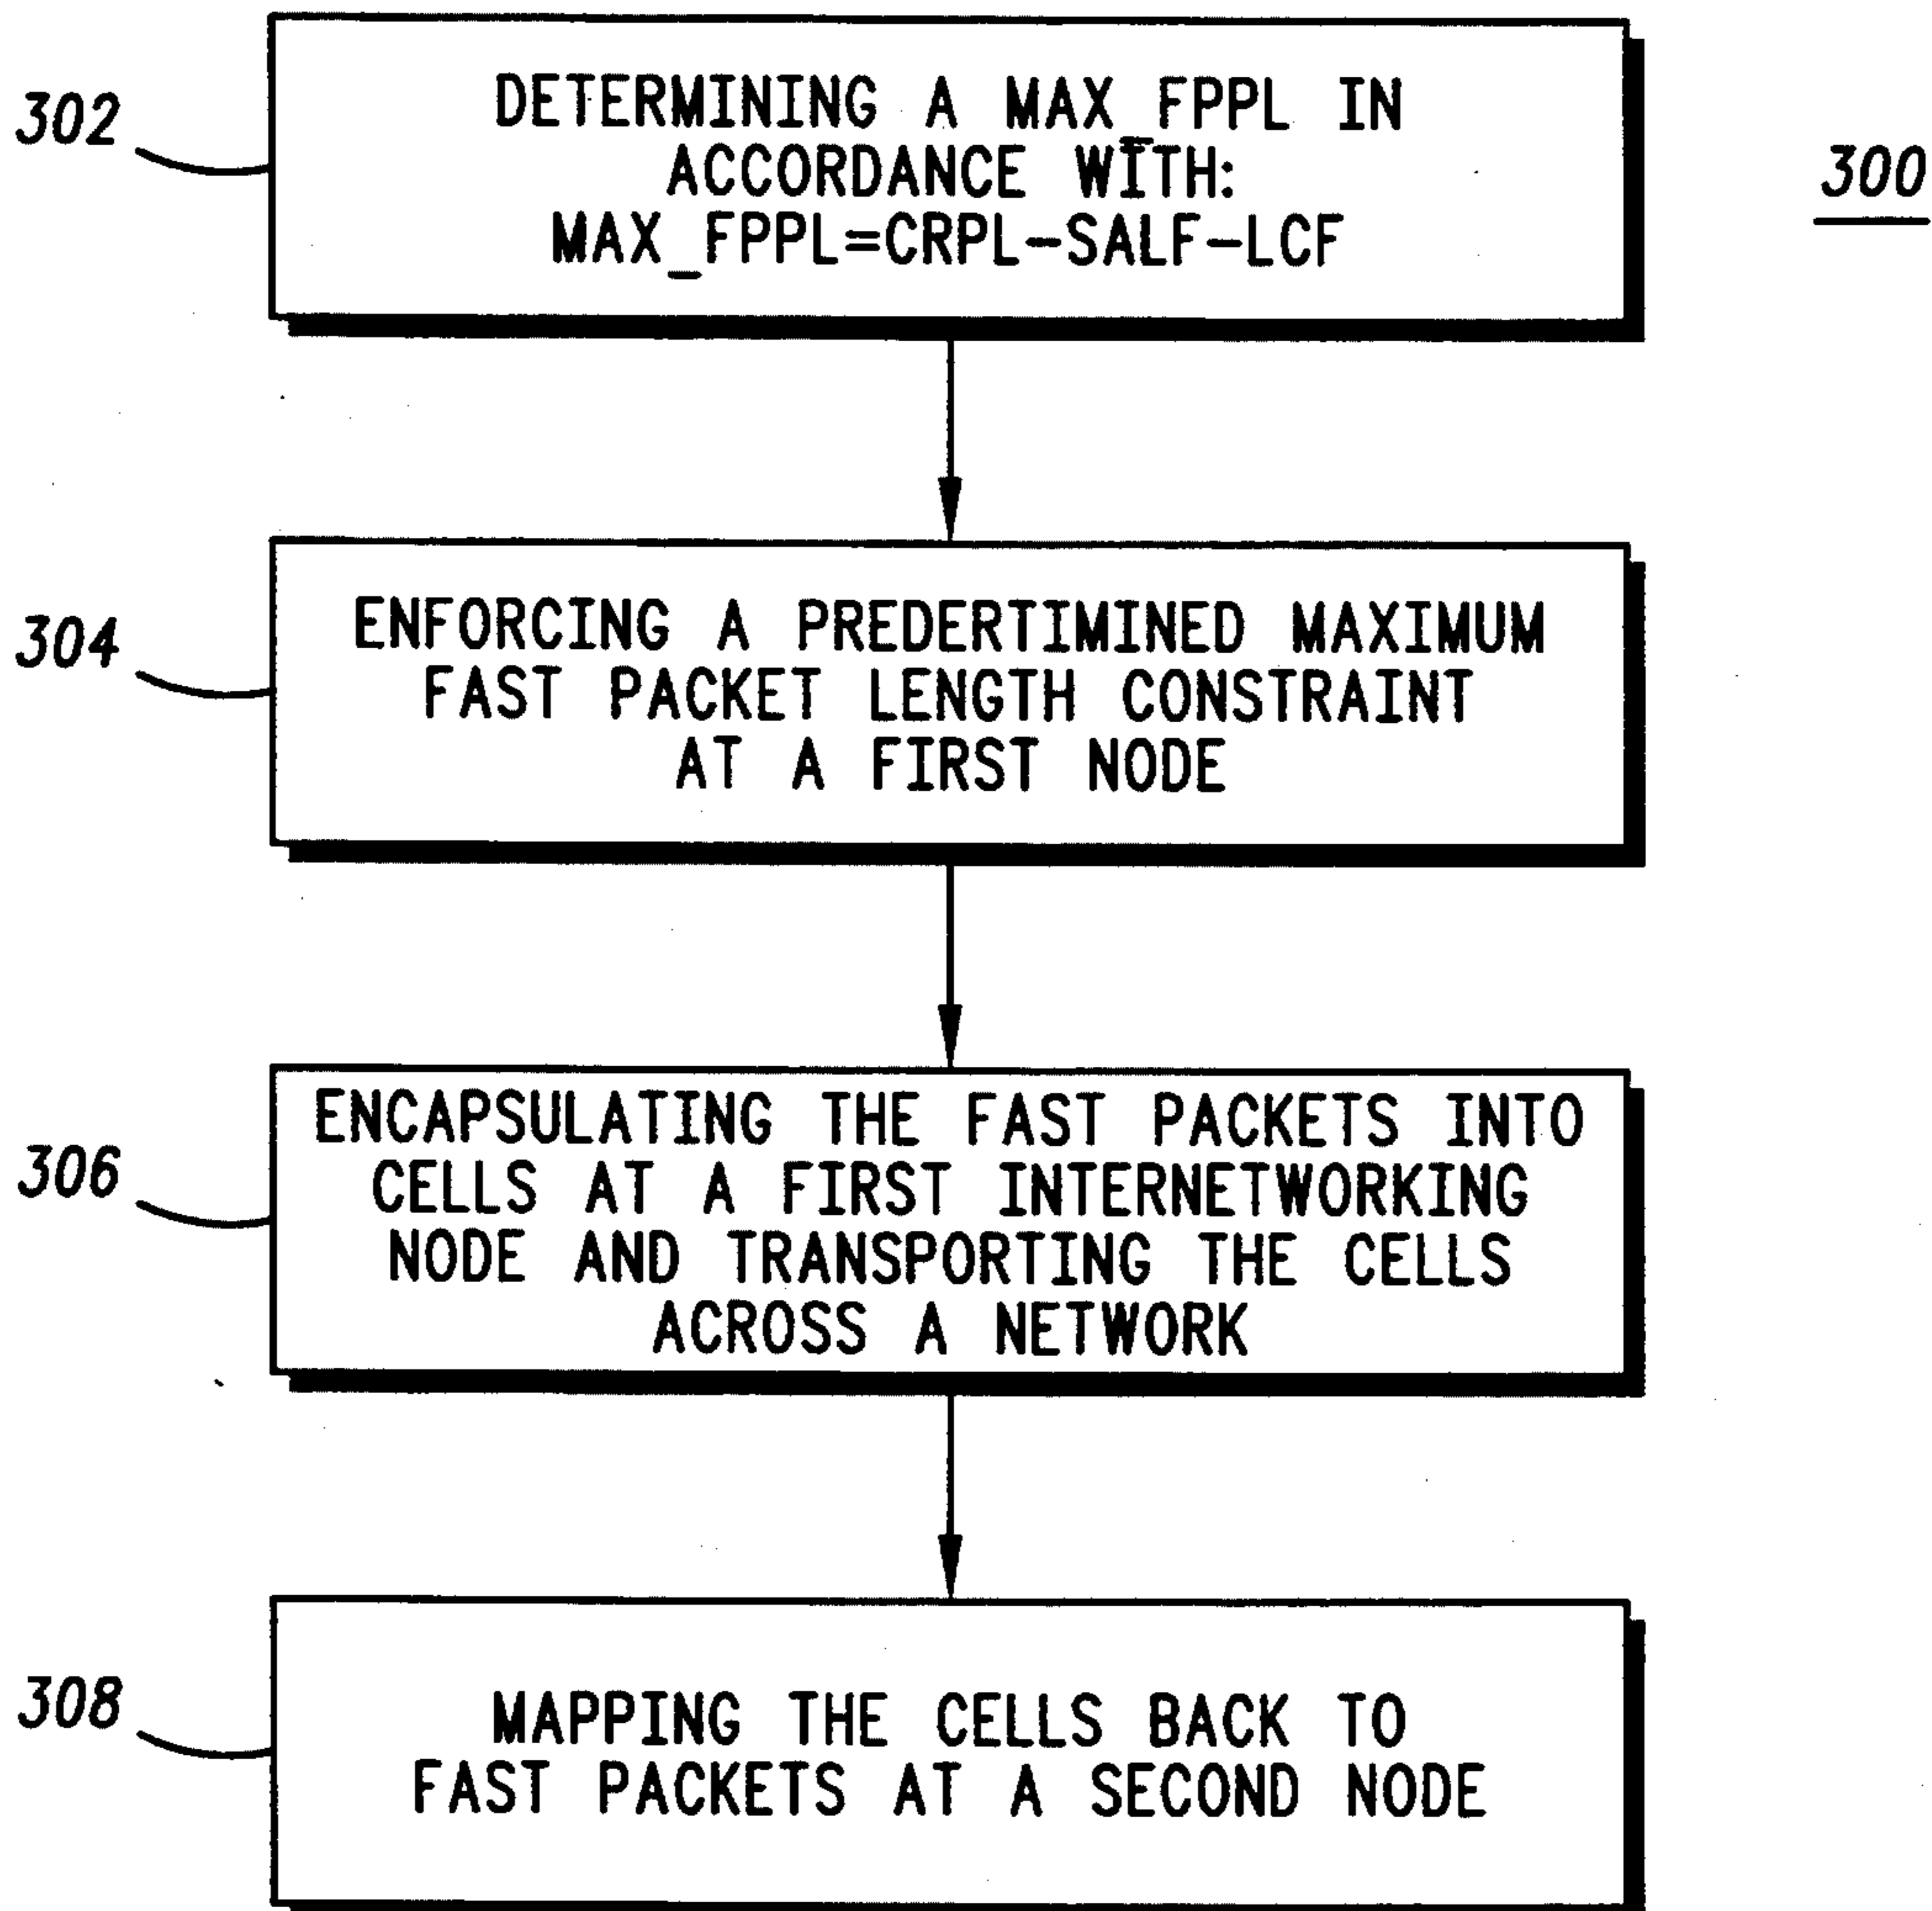 302
DETERMINING A MAX_FPPL IN
ACCORDANCE WITH:
MAX_FPPL=CRPL-SALF-LCF
300
304
ENFORCING A PREDERTIMINED MAXIMUM
FAST PACKET LENGTH CONSTRAINT
AT A FIRST NODE
306
ENCAPSULATING THE FAST PACKETS INTO
CELLS AT A FIRST INTERNETWORKING
NODE AND TRANSPORTING THE CELLS
ACROSS A NETWORK
308
MAPPING THE CELLS BACK TO
FAST PACKETS AT A SECOND NODE